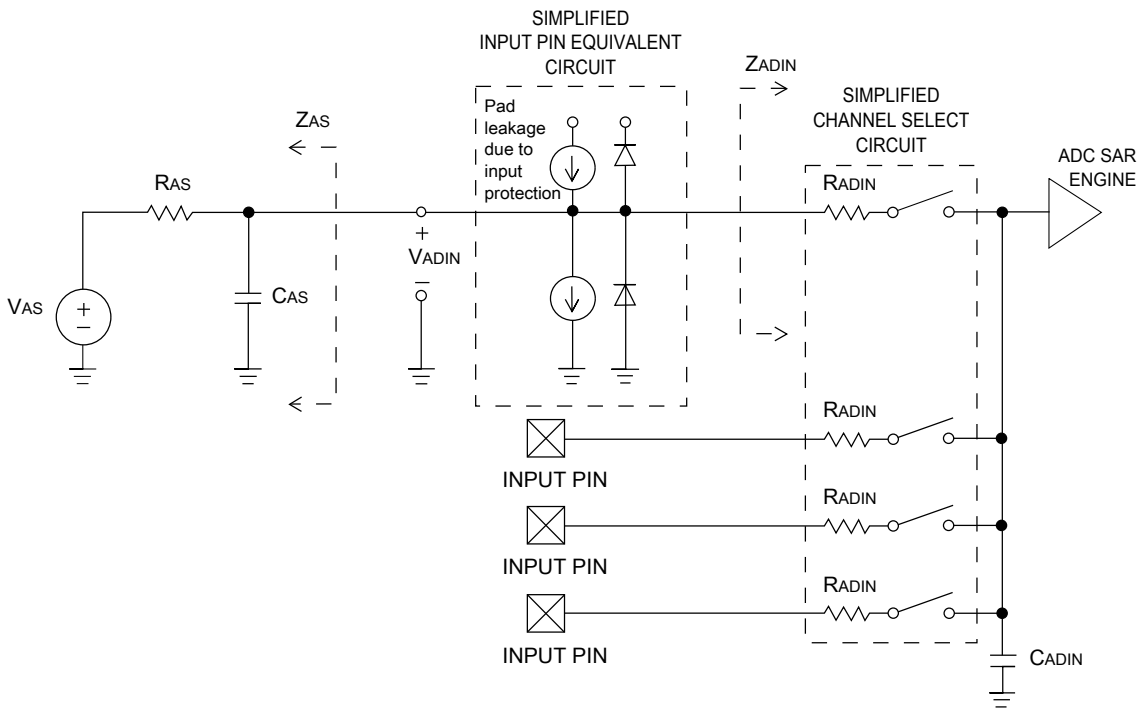 SIMPLIFIED
INPUT PIN EQUIVALENT
CIRCUIT
ZADIN
SIMPLIFIED
CHANNEL SELECT
CIRCUIT
ADC SAR
ENGINE
Pad
leakage
due to
input
protection
ZAS
RAS
RADIN
+
VADIN
–
VAS
+
–
CAS
RADIN
INPUT PIN
RADIN
INPUT PIN
RADIN
INPUT PIN
CADIN